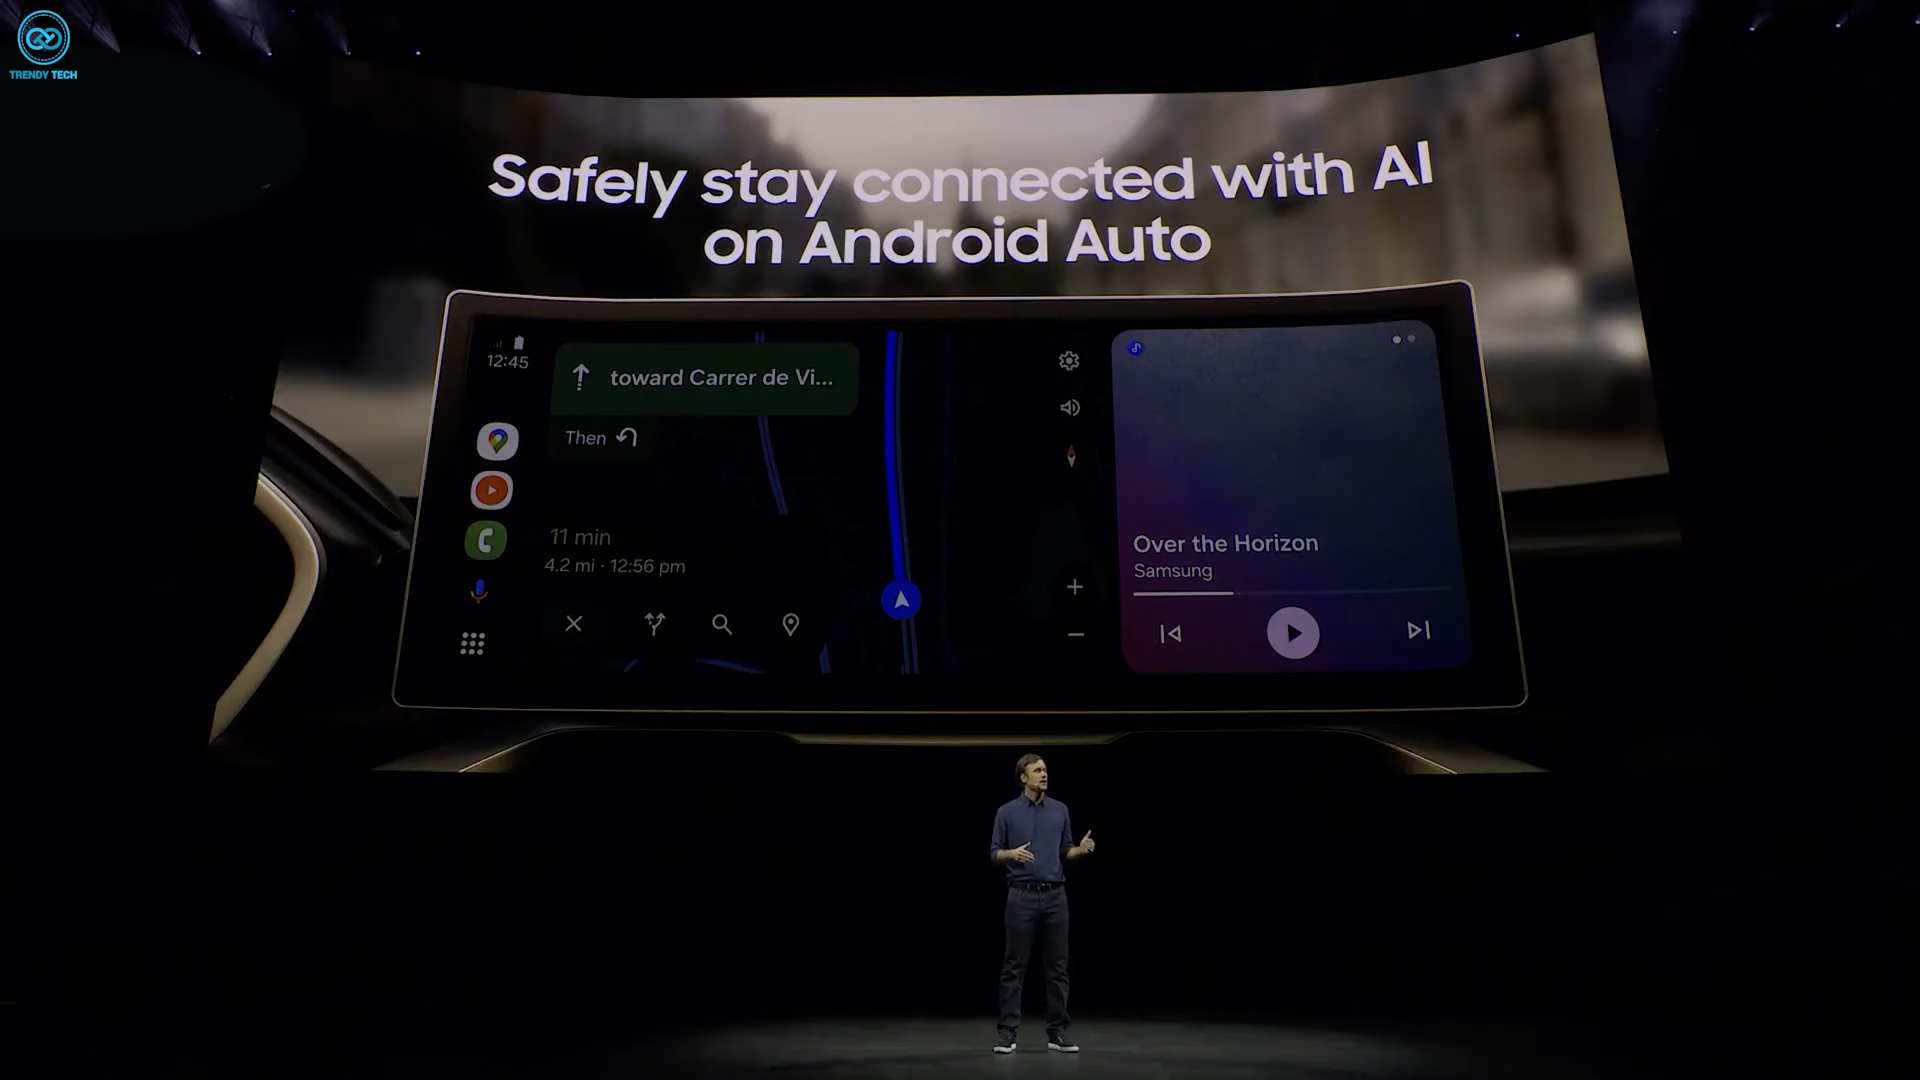 TRENDY TECH
Safely stay connected with AI
on Android Auto
12:45
toward Carrer de Vi...
Then
11 min
4.2 mi · 12:56 pm
Over the Horizon
Samsung